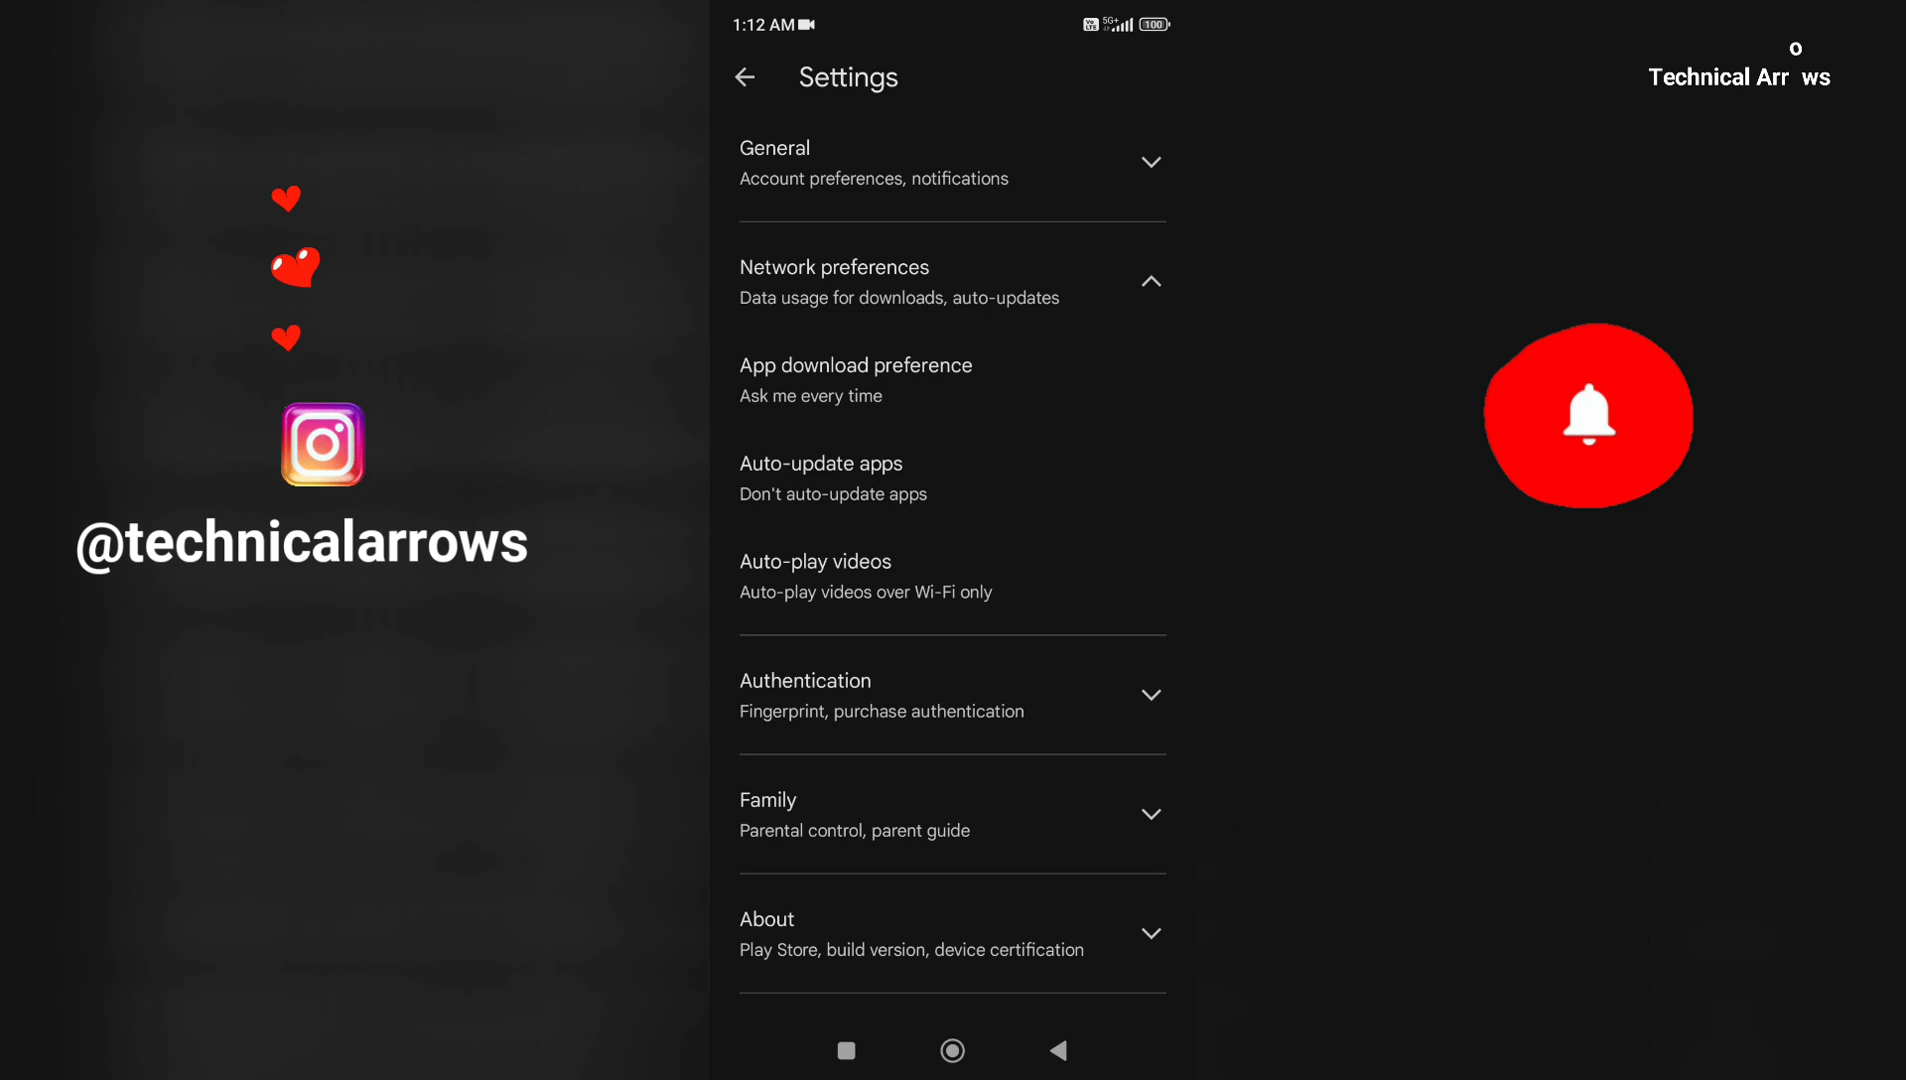 1:12 AM
Vo LTE 5G+ 100
Settings
General
Account preferences, notifications
Network preferences
Data usage for downloads, auto-updates
App download preference
Ask me every time
Auto-update apps
Don't auto-update apps
Auto-play videos
Auto-play videos over Wi-Fi only
Authentication
Fingerprint, purchase authentication
Family
Parental control, parent guide
About
Play Store, build version, device certification
@technicalarrows
o
Technical Arr ws